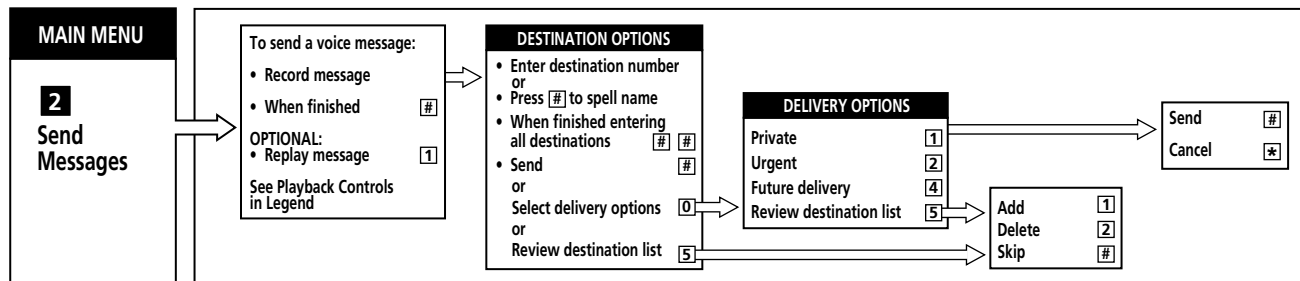 MAIN MENU
2
Send
Messages
To send a voice message:
• Record message
• When finished #
OPTIONAL:
• Replay message 1
See Playback Controls
in Legend
DESTINATION OPTIONS
• Enter destination number
or
• Press # to spell name
• When finished entering
all destinations # #
• Send #
or
Select delivery options 0
or
Review destination list 5
DELIVERY OPTIONS
Private 1
Urgent 2
Future delivery 4
Review destination list 5
Send #
Cancel *
Add 1
Delete 2
Skip #